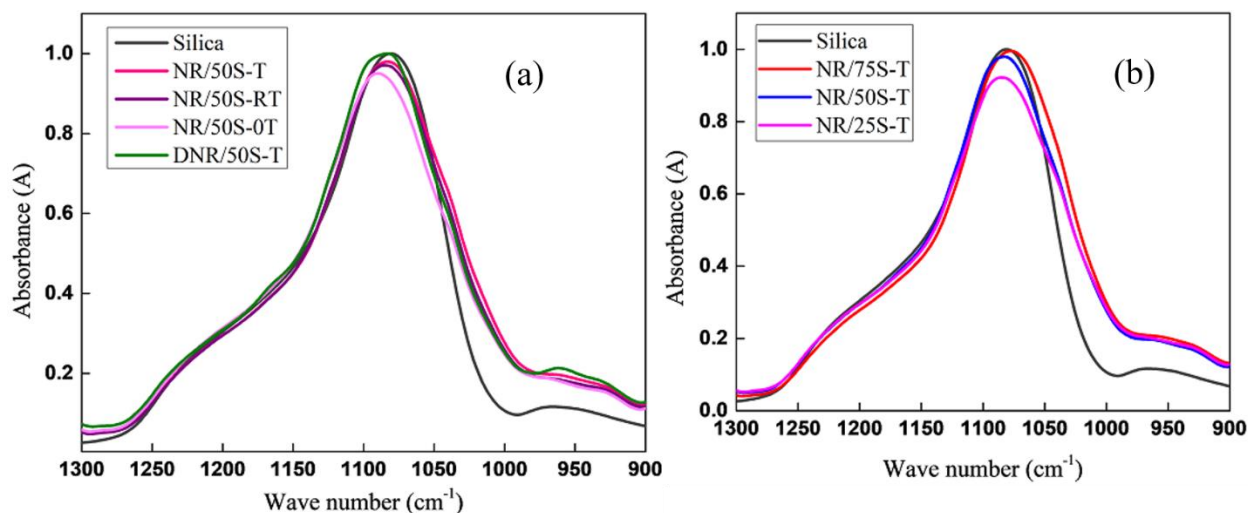 (a)
Silica
NR/50S-T
NR/50S-RT
NR/50S-0T
DNR/50S-T
Absorbance (A)
1.0
0.8
0.6
0.4
0.2
1300 1250 1200 1150 1100 1050 1000 950 900
Wave number (cm⁻¹)
(b)
Silica
NR/75S-T
NR/50S-T
NR/25S-T
Absorbance (A)
1.0
0.8
0.6
0.4
0.2
0.0
1300 1250 1200 1150 1100 1050 1000 950 900
Wave number (cm⁻¹)